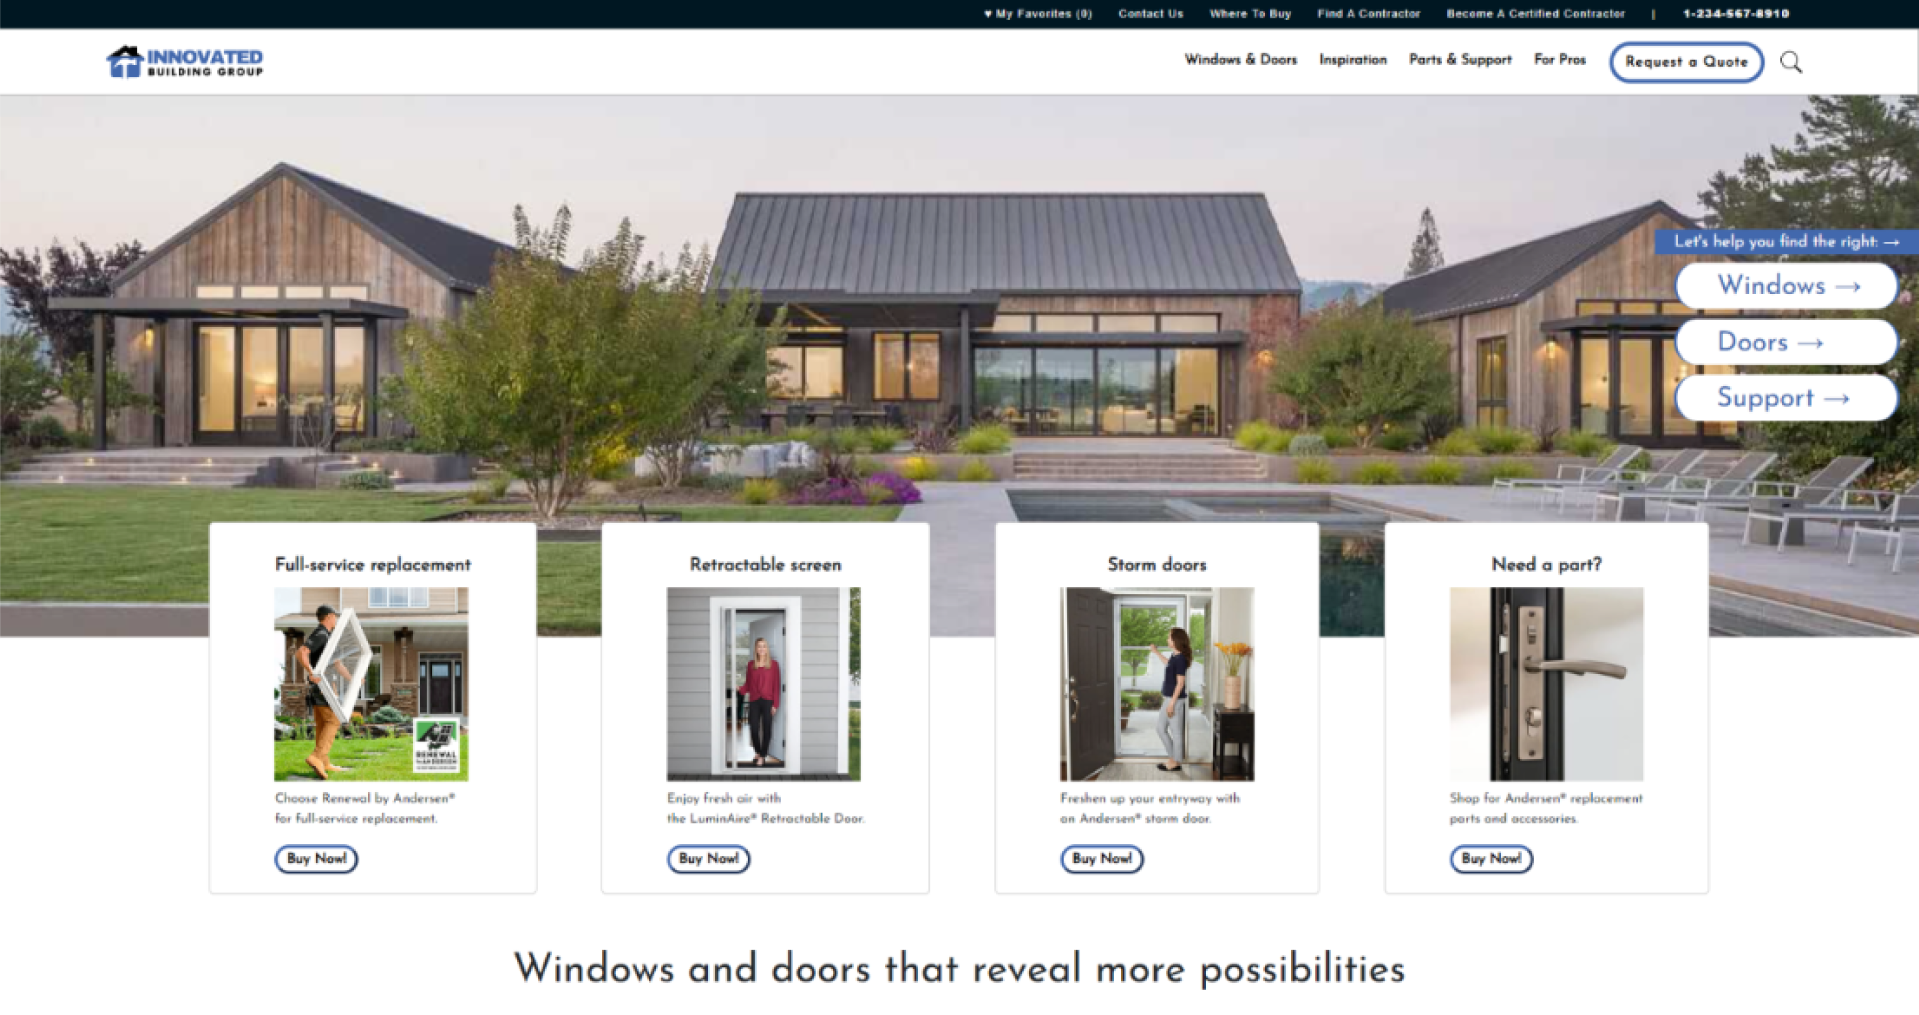 ♥ My Favorites (0) Contact Us Where To Buy Find A Contractor Become A Certified Contractor | 1-234-567-8910
INNOVATED
BUILDING GROUP
Windows & Doors Inspiration Parts & Support For Pros Request a Quote
Let's help you find the right: →
Windows →
Doors →
Support →
Full-service replacement
RENEWAL
by ANDERSEN
Choose Renewal by Andersen®
for full-service replacement.
Buy Now!
Retractable screen
Enjoy fresh air with
the LuminAire® Retractable Door.
Buy Now!
Storm doors
Freshen up your entryway with
an Andersen® storm door.
Buy Now!
Need a part?
Shop for Andersen® replacement
parts and accessories.
Buy Now!
Windows and doors that reveal more possibilities